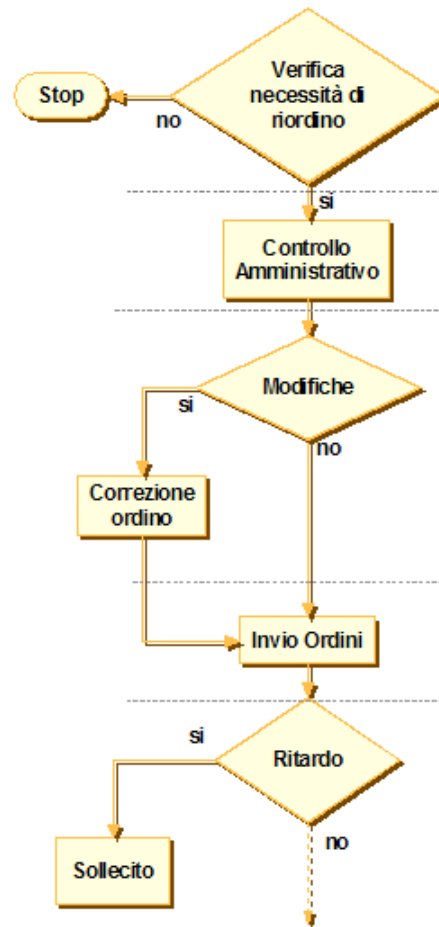 Verifica
necessità di
riordino
Stop
no
si
Controllo
Amministrativo
Modifiche
si
no
Correzione
ordino
Invio Ordini
si
Ritardo
no
Sollecito